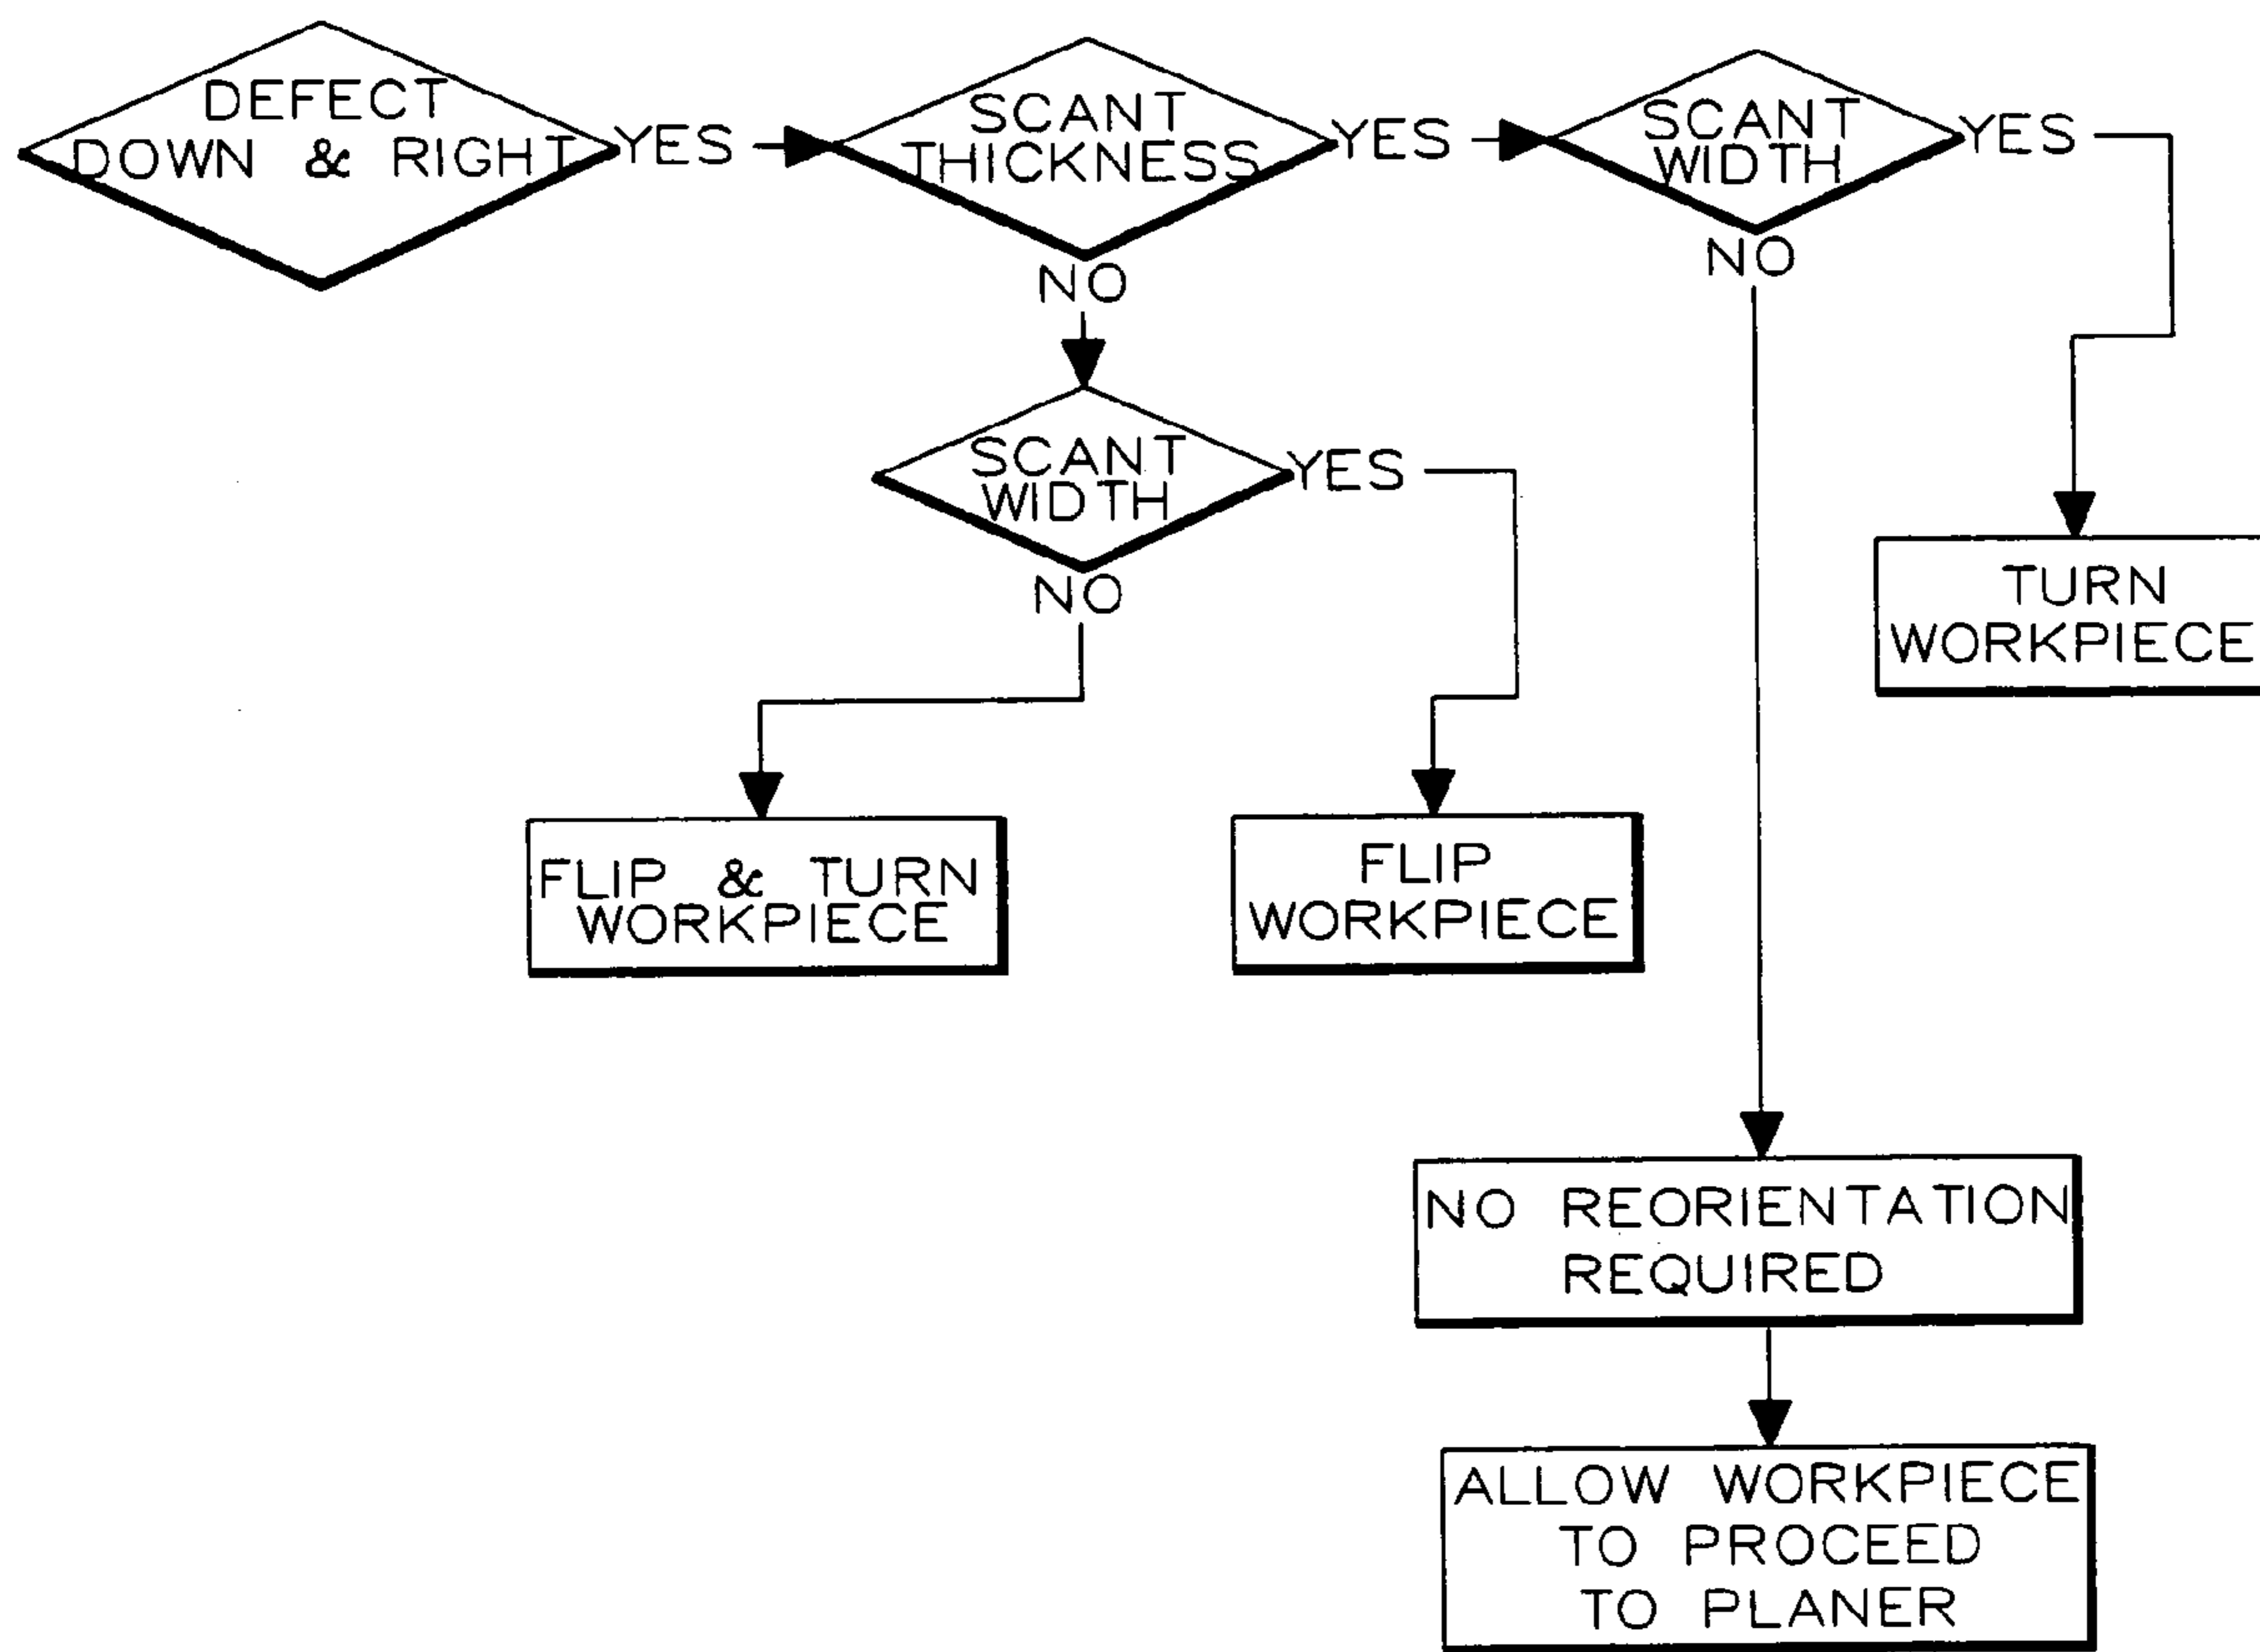 DEFECT
DOWN & RIGHT
YES
SCANT
THICKNESS
YES
SCANT
WIDTH
YES
NO
NO
SCANT
WIDTH
YES
NO
TURN
WORKPIECE
FLIP & TURN
WORKPIECE
FLIP
WORKPIECE
NO REORIENTATION
REQUIRED
ALLOW WORKPIECE
TO PROCEED
TO PLANER